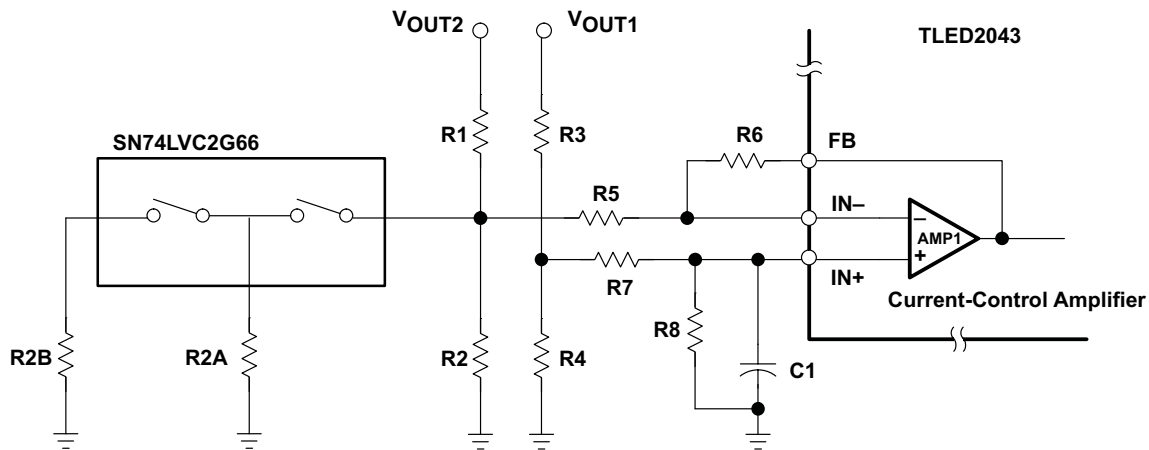 VOUT2
VOUT1
TLED2043
SN74LVC2G66
R1
R3
R6
FB
R5
IN–
–
AMP1
+
R7
IN+
Current-Control Amplifier
R8
R2B
R2A
R2
R4
C1